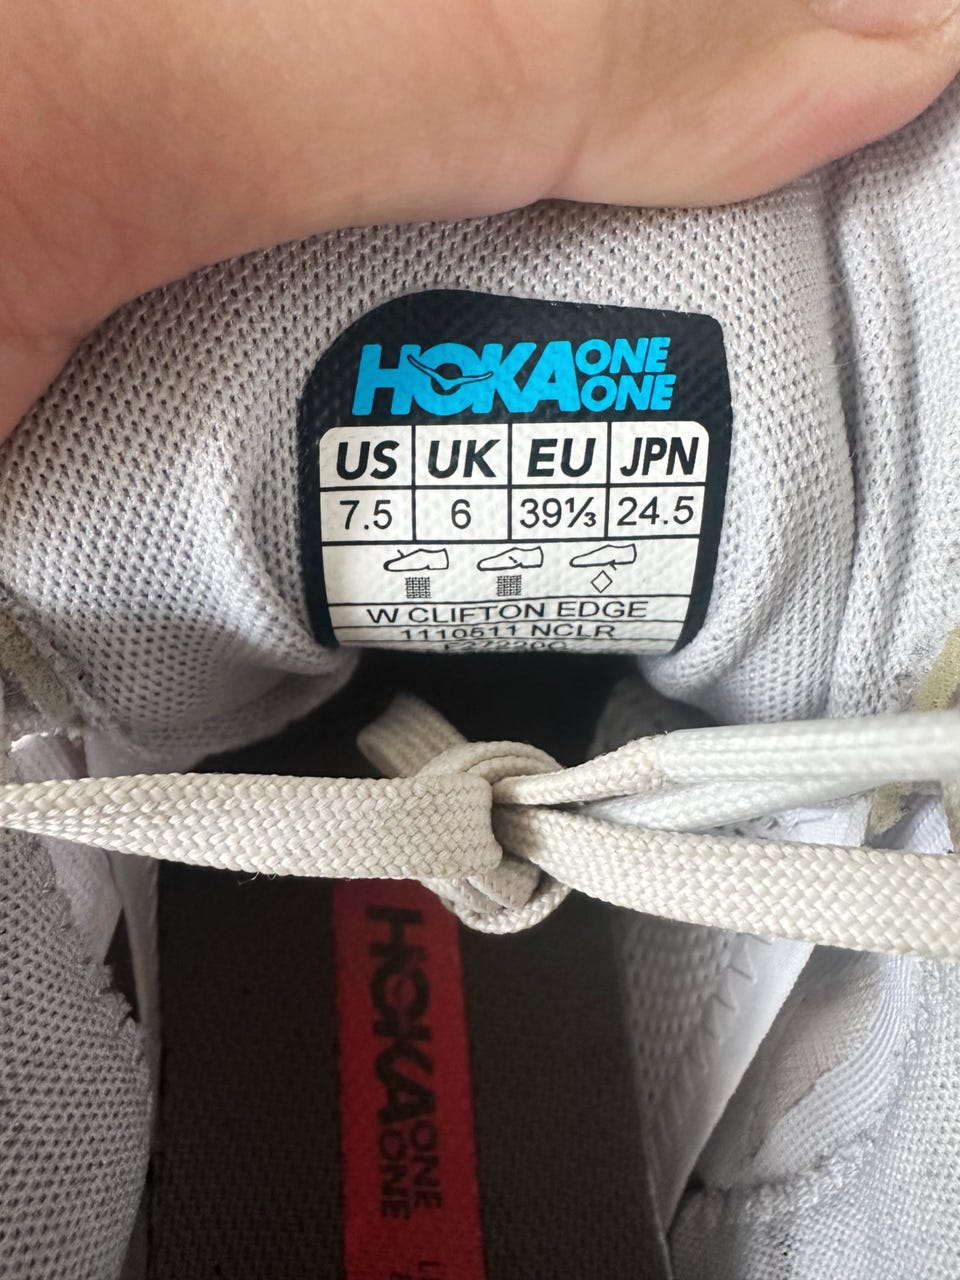 HOKA ONE ONE
US UK EU JPN
7.5 6 39⅓ 24.5
W CLIFTON EDGE
1110511 NCLR
HOKA ONE ONE